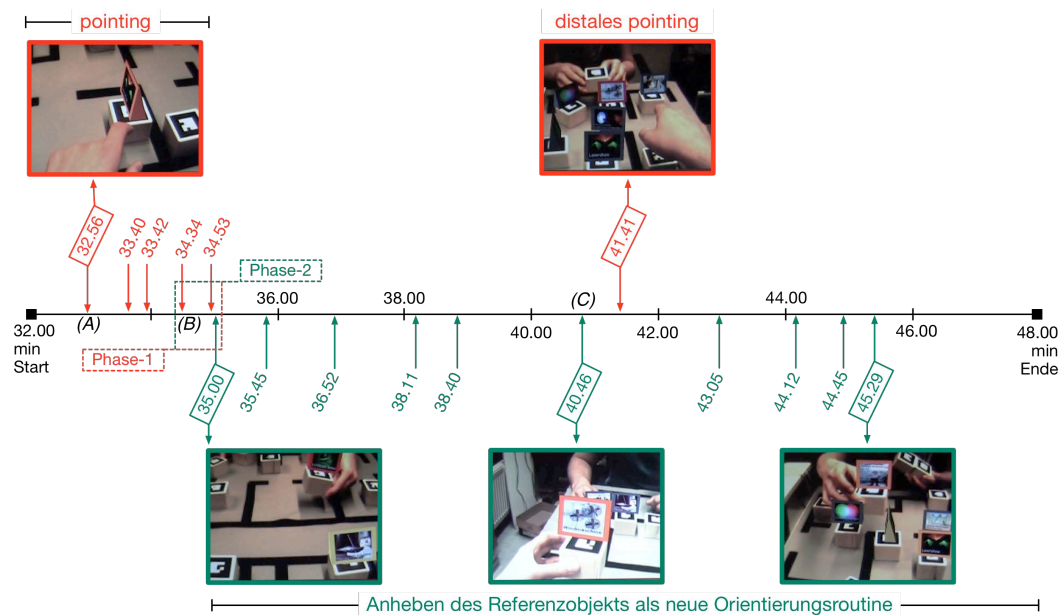 pointing
distales pointing
32.56
33.40
33.42
34.34
34.53
41.41
Phase-2
36.00
38.00
(C)
44.00
32.00
min
Start
(A)
(B)
40.00
42.00
46.00
48.00
min
Ende
Phase-1
35.00
35.45
36.52
38.11
38.40
40.46
43.05
44.12
44.45
45.29
Anheben des Referenzobjekts als neue Orientierungsroutine